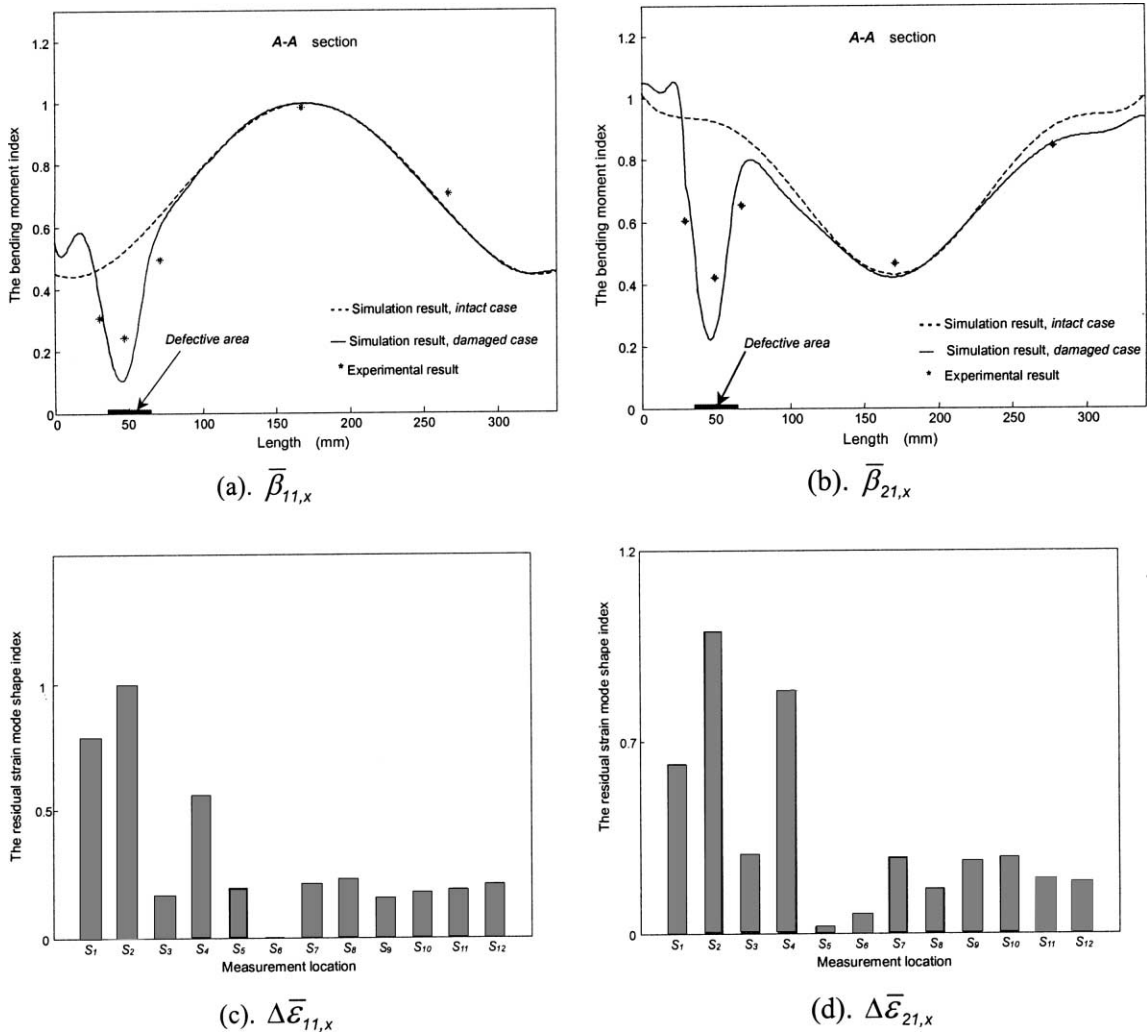 A-A section
The bending moment index
1.2
1
0.8
0.6
0.4
0.2
0
Simulation result, intact case
Simulation result, damaged case
Experimental result
Defective area
0 50 100 150 200 250 300
Length (mm)
(a). β̅11,x
A-A section
The bending moment index
1.2
1
0.8
0.6
0.4
0.2
0
Simulation result, intact case
Simulation result, damaged case
Experimental result
Defective area
0 50 100 150 200 250 300
Length (mm)
(b). β̅21,x
The residual strain mode shape index
1
0.5
0
S1 S2 S3 S4 S5 S6 S7 S8 S9 S10 S11 S12
Measurement location
(c). Δε̅11,x
The residual strain mode shape index
1.2
0.7
0
S1 S2 S3 S4 S5 S6 S7 S8 S9 S10 S11 S12
Measurement location
(d). Δε̅21,x